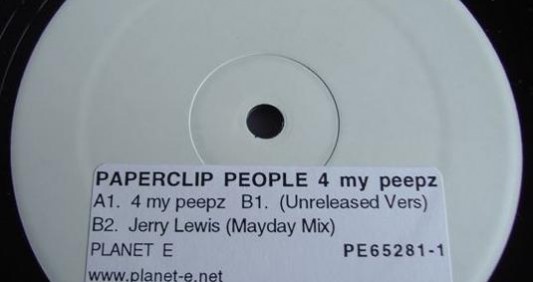 PAPERCLIP PEOPLE 4 my peepz
A1. 4 my peepz B1. (Unreleased Vers)
B2. Jerry Lewis (Mayday Mix)
PLANET E PE65281-1
www.planet-e.net